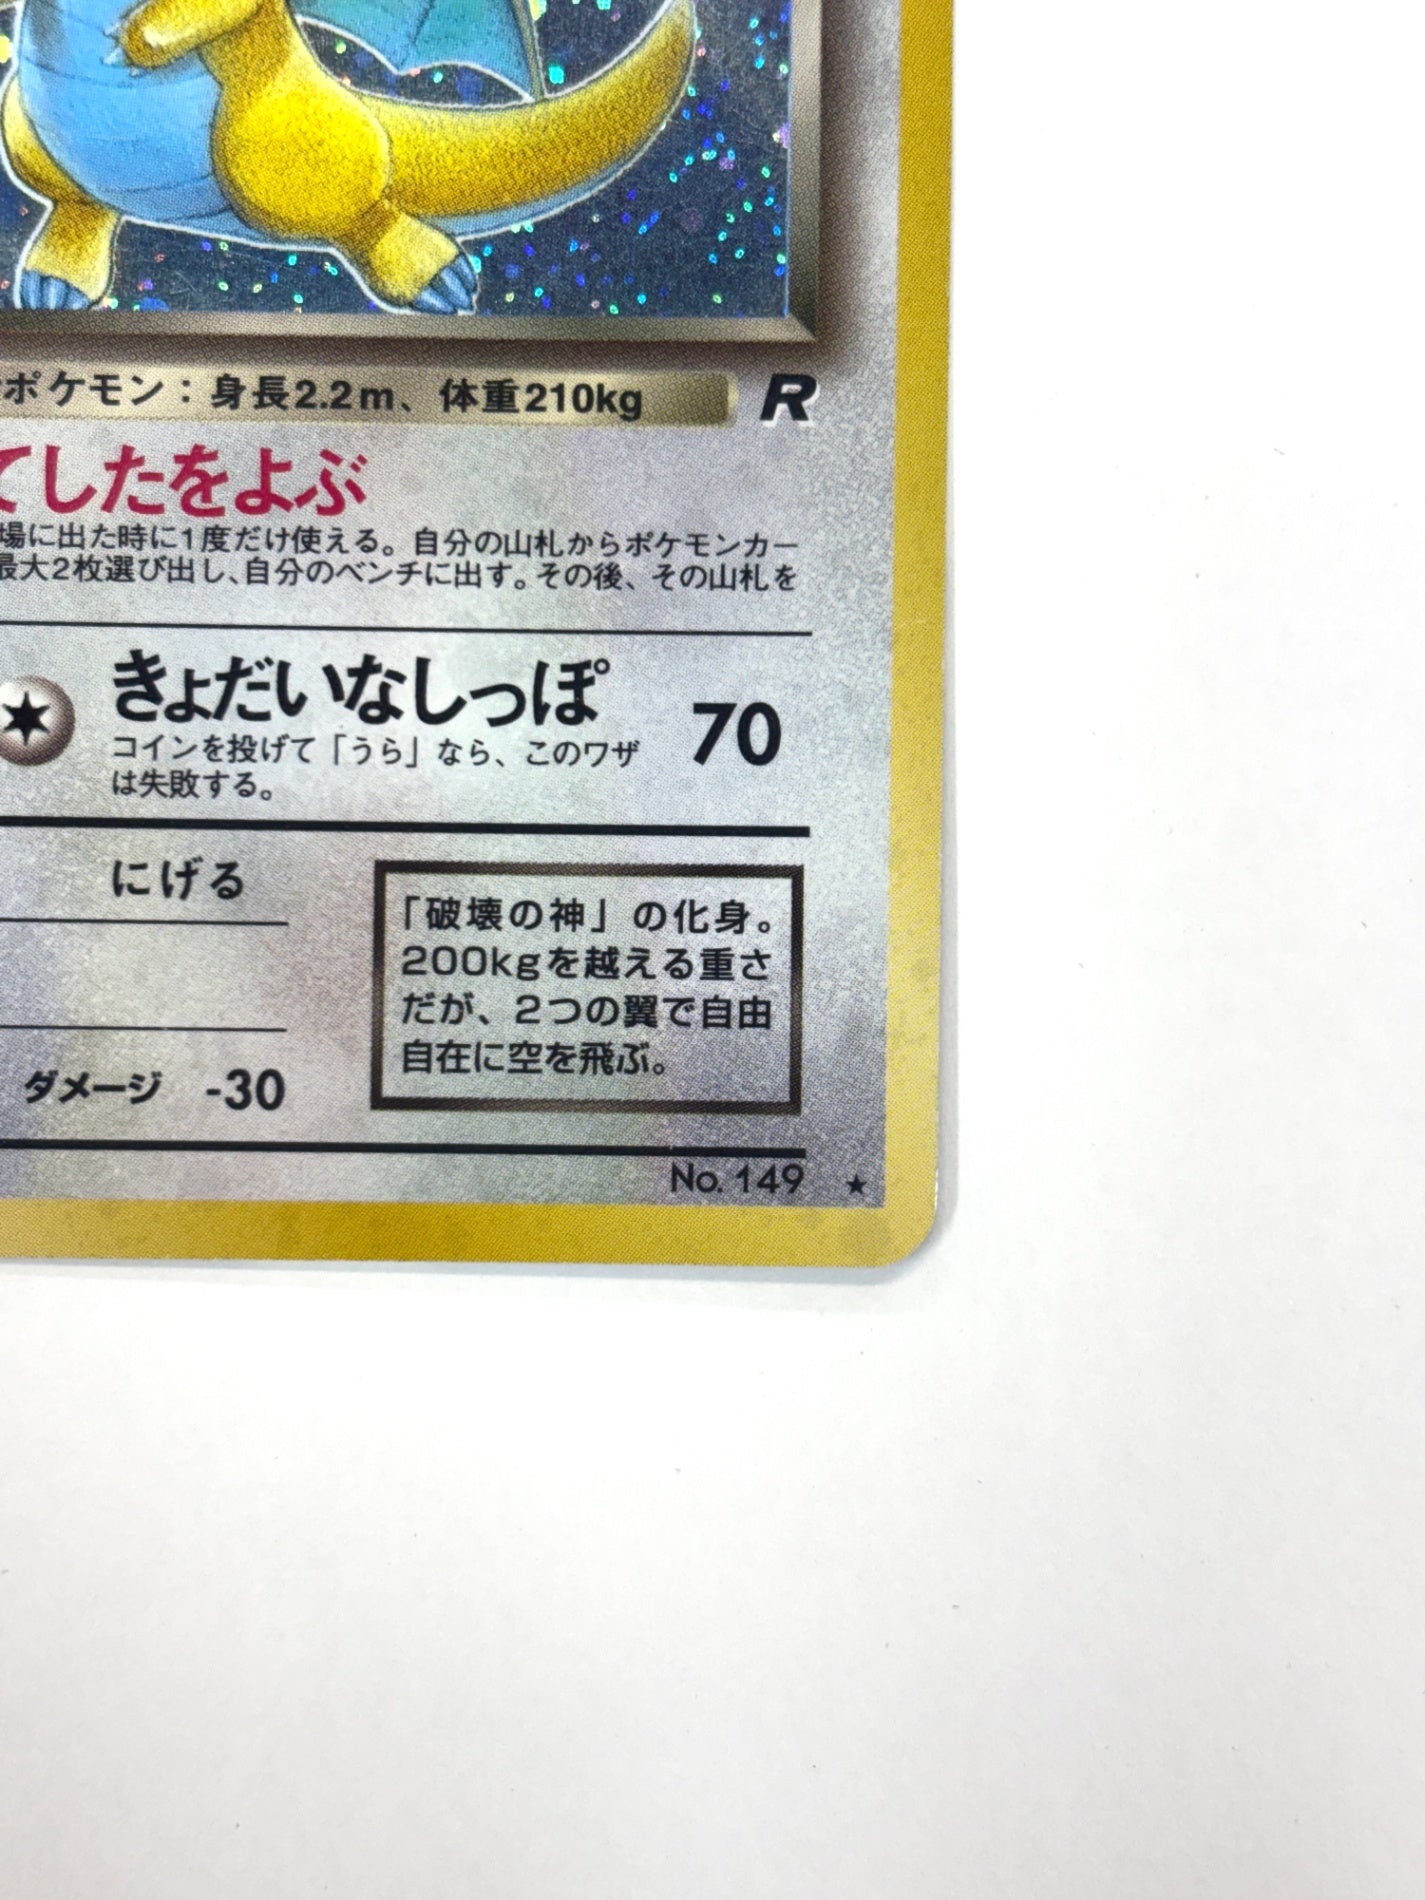 ポケモン：身長2.2m、体重210kg
R
てしたをよぶ
場に出た時に1度だけ使える。自分の山札からポケモンカー
最大2枚選び出し、自分のベンチに出す。その後、その山札を
きょだいなしっぽ 70
コインを投げて「うら」なら、このワザ
は失敗する。
にげる
ダメージ -30
「破壊の神」の化身。
200kgを越える重さ
だが、2つの翼で自由
自在に空を飛ぶ。
No. 149 ★